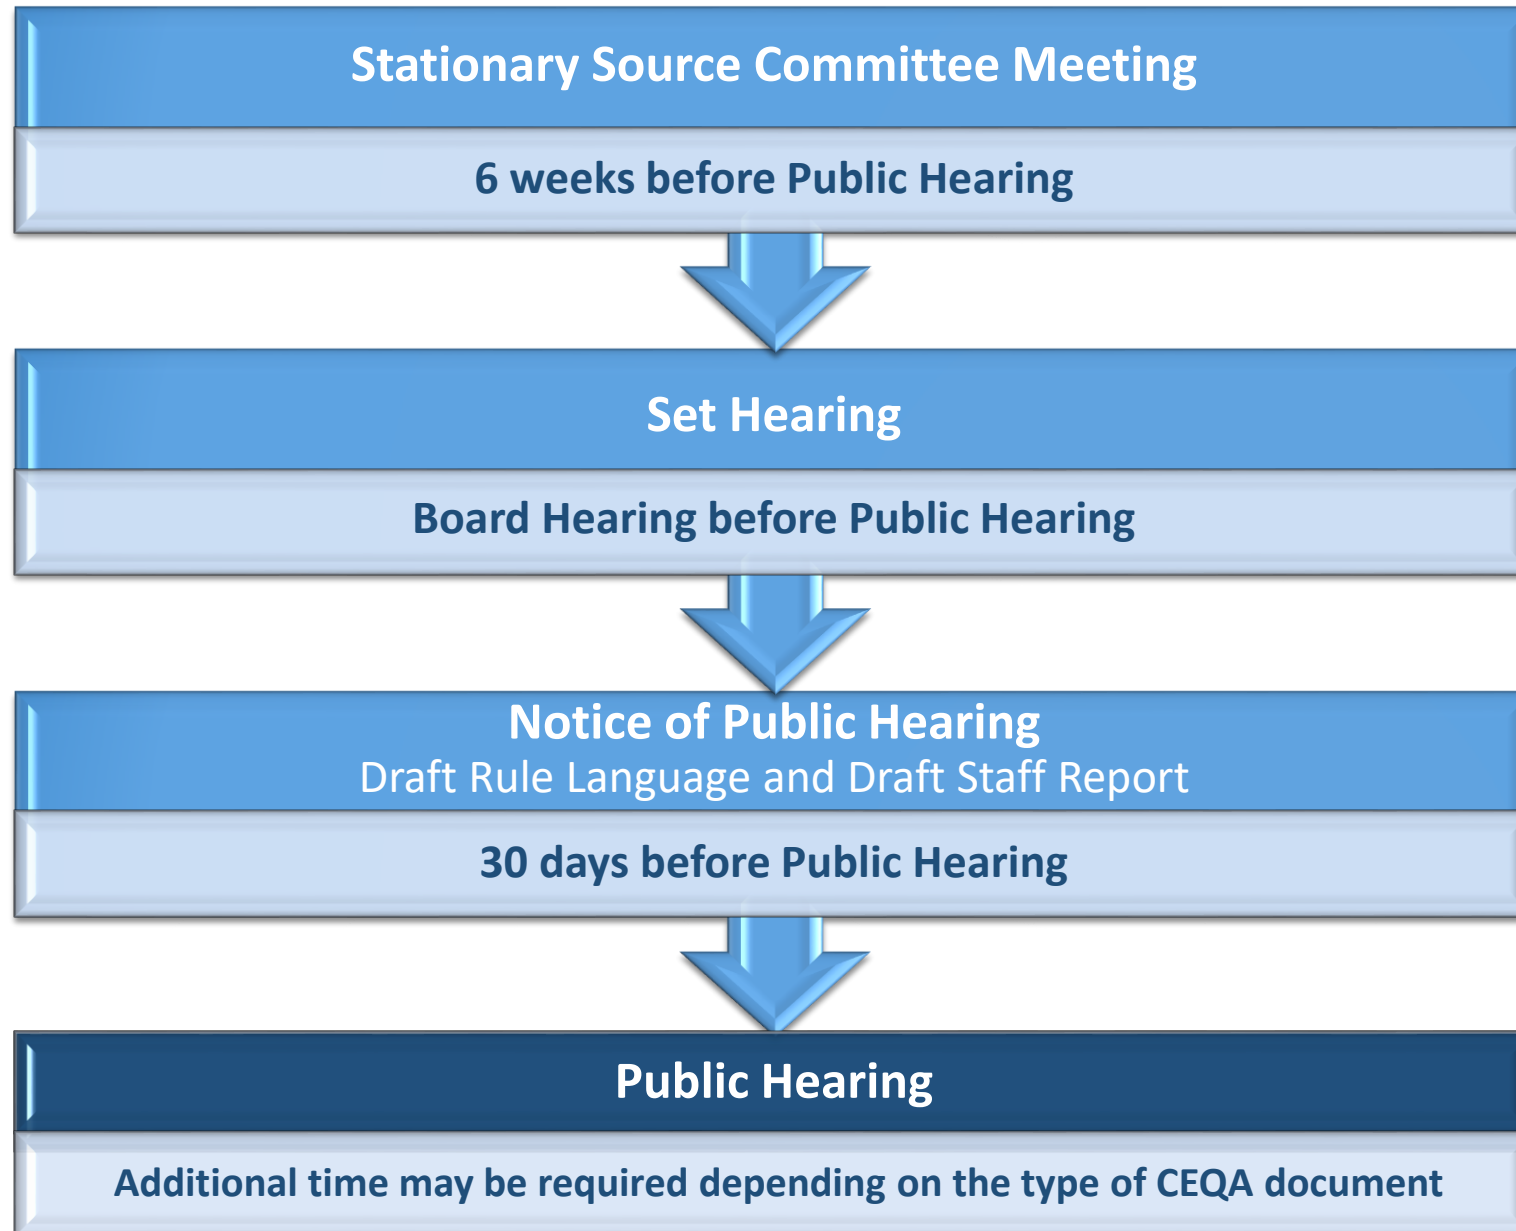 Stationary Source Committee Meeting
6 weeks before Public Hearing
Set Hearing
Board Hearing before Public Hearing
Notice of Public Hearing
Draft Rule Language and Draft Staff Report
30 days before Public Hearing
Public Hearing
Additional time may be required depending on the type of CEQA document